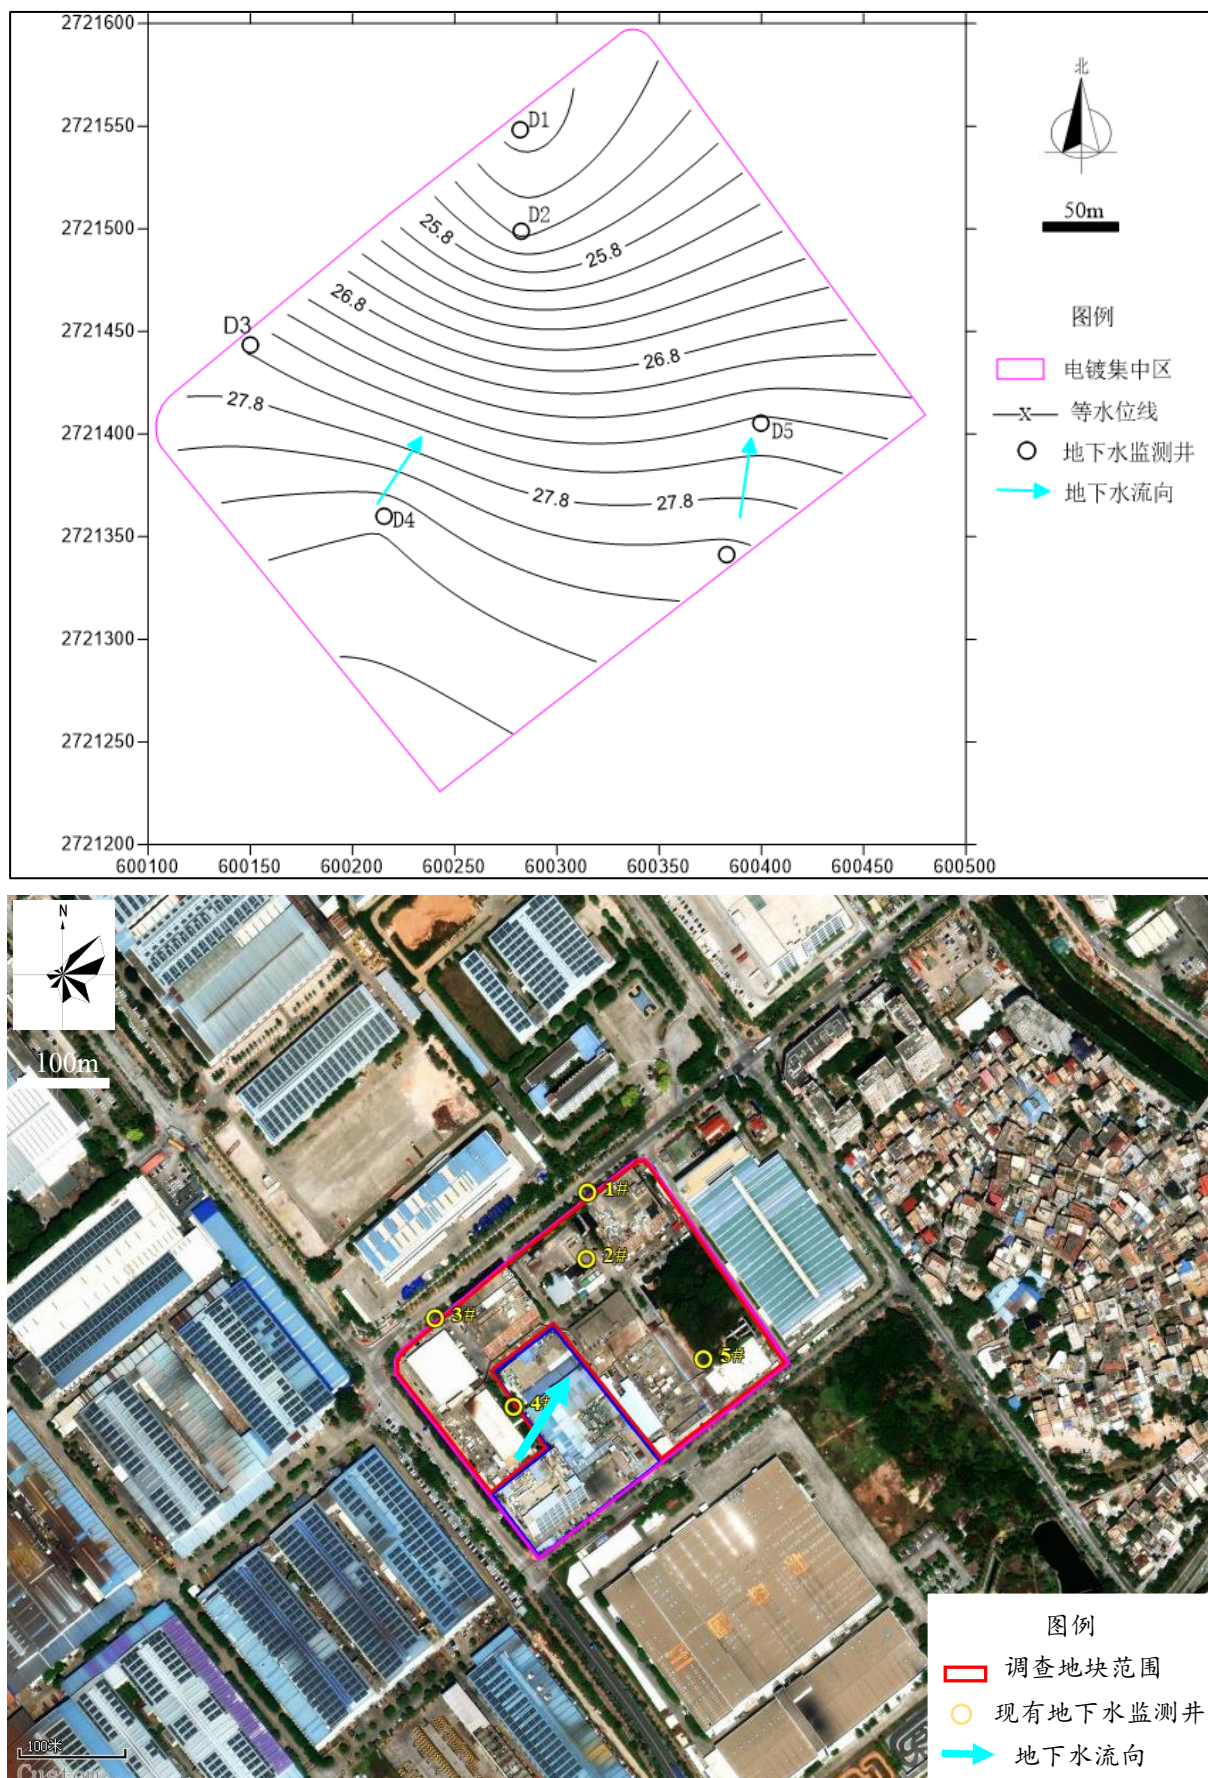 2721600
2721550
2721500
2721450
2721400
2721350
2721300
2721250
2721200
600100
600150
600200
600250
600300
600350
600400
600450
600500
D1
D2
25.8
25.8
26.8
D3
26.8
27.8
D5
27.8
27.8
D4
北
50m
图例
电镀集中区
x 等水位线
地下水监测井
地下水流向
N
100m
1#
2#
3#
5#
4#
图例
调查地块范围
现有地下水监测井
地下水流向
100米
Custom